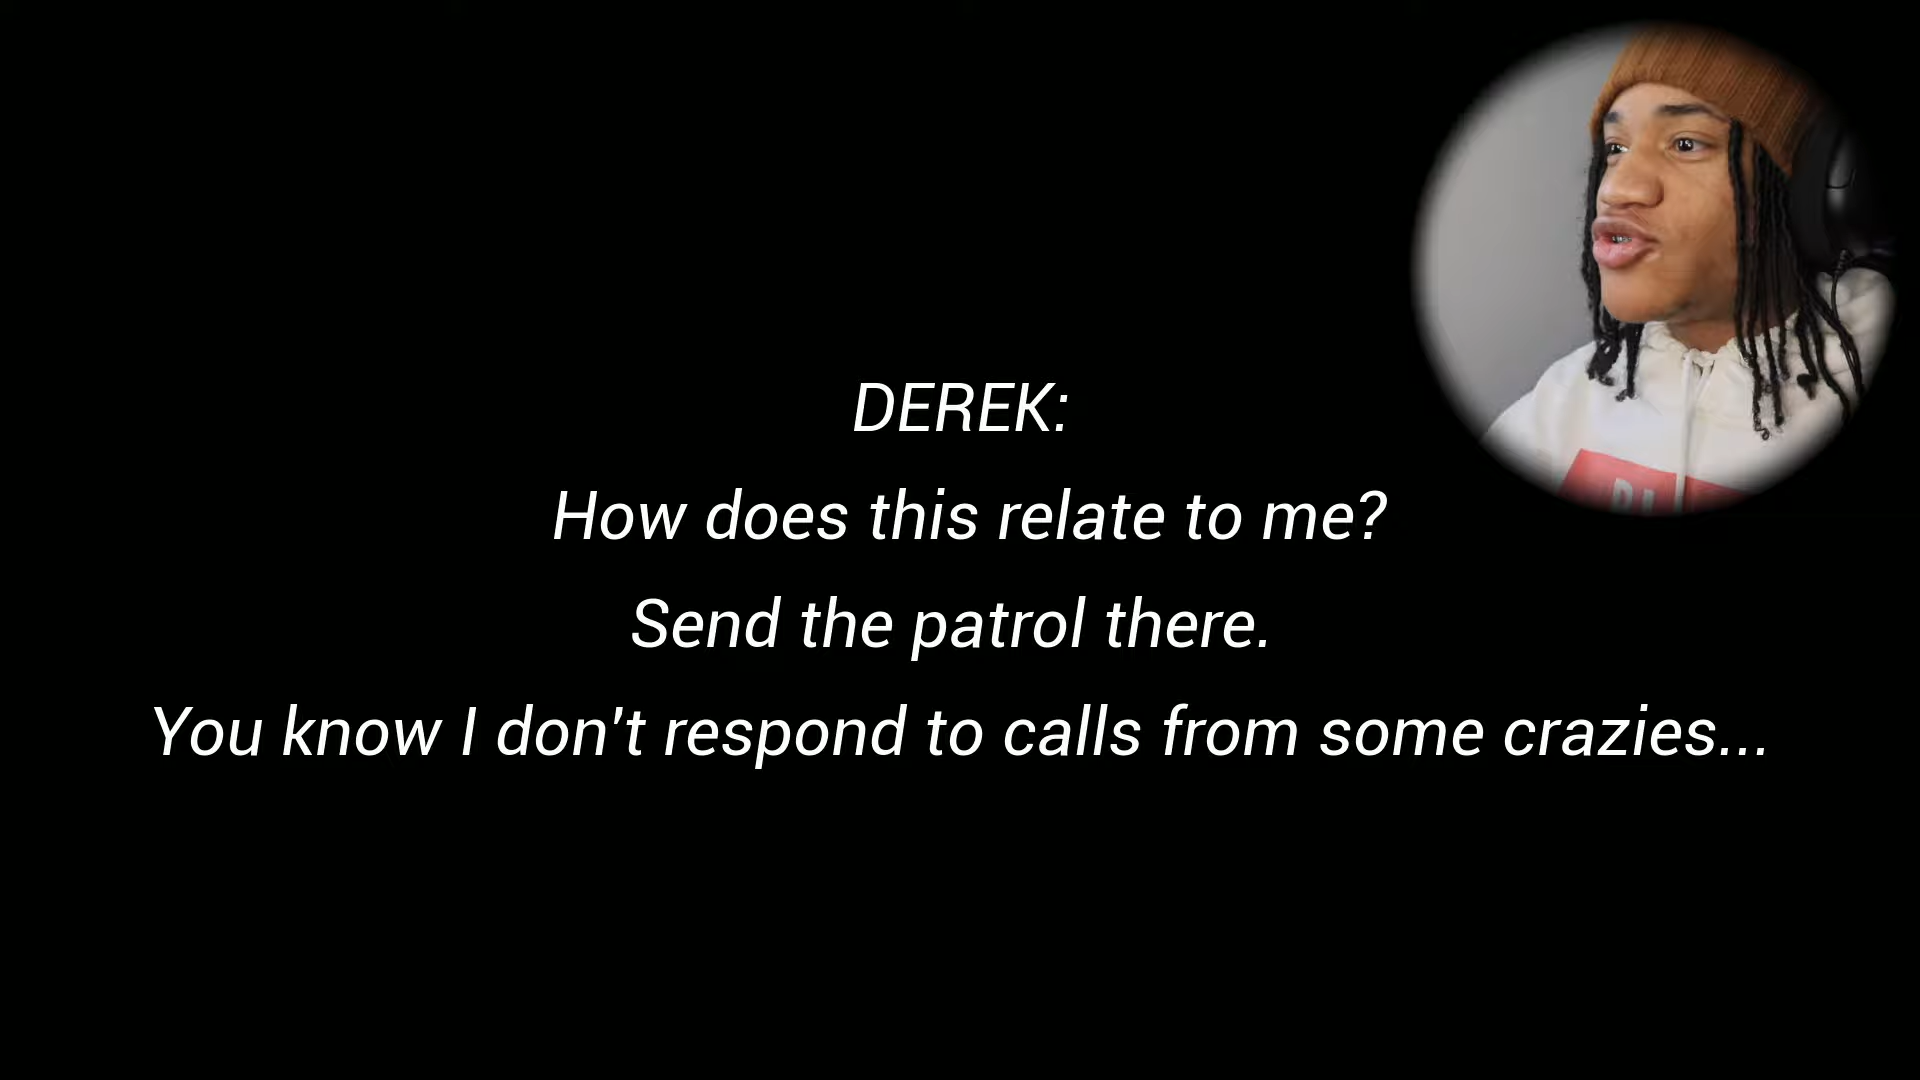 DEREK:
How does this relate to me?
Send the patrol there.
You know I don't respond to calls from some crazies...